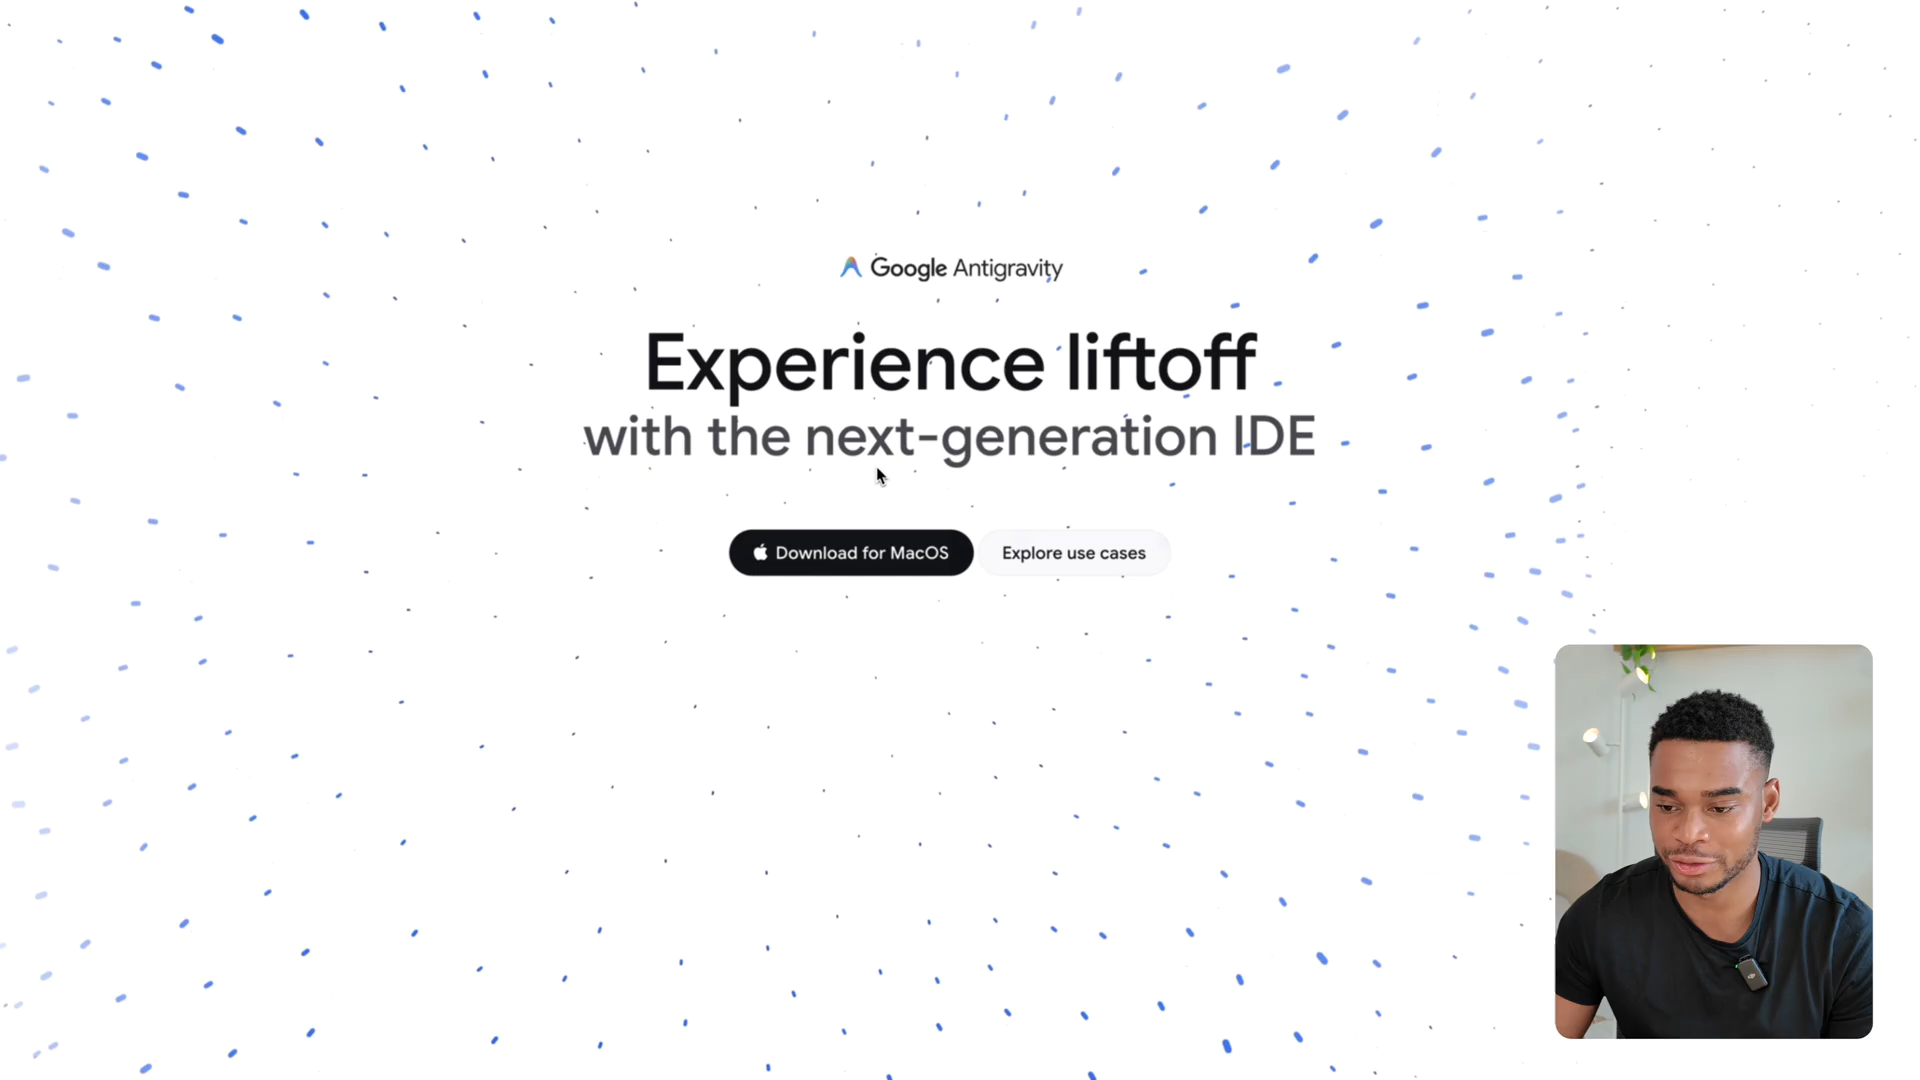 Google Antigravity
Experience liftoff
with the next-generation IDE
Download for MacOS
Explore use cases